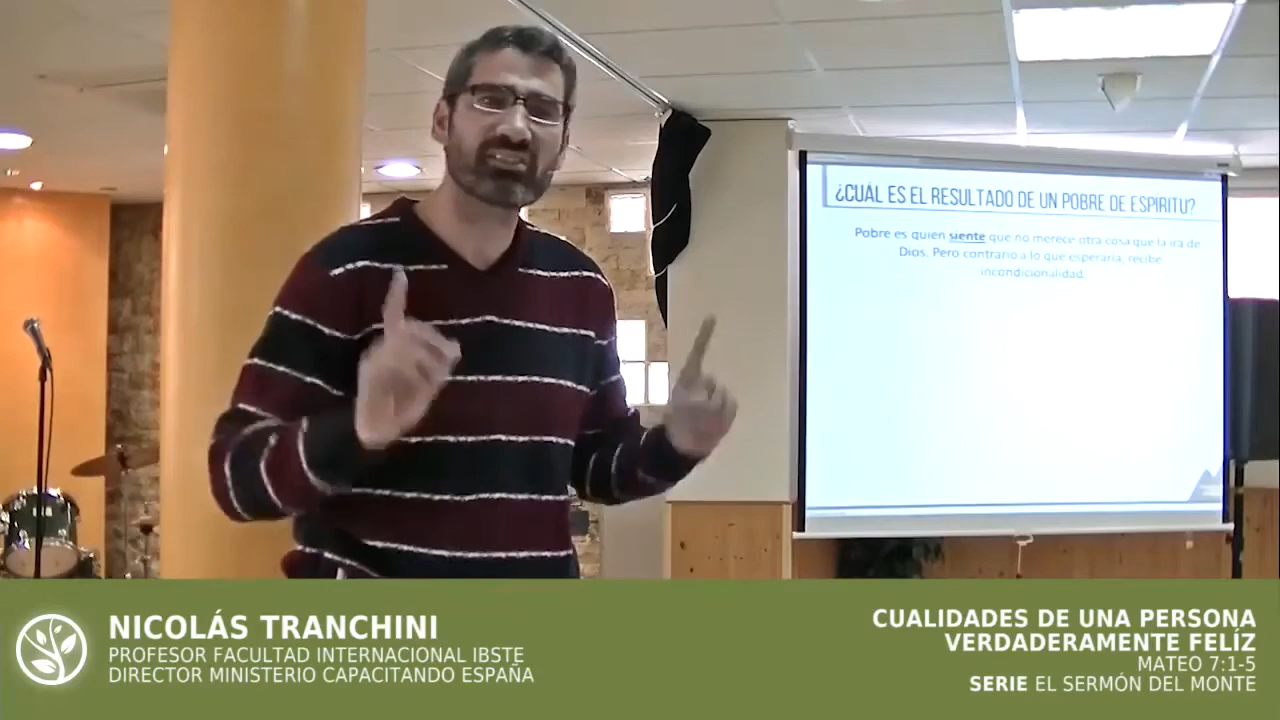 ¿CUÁL ES EL RESULTADO DE UN POBRE DE ESPIRITU?
Pobre es quien siente que no merece otra cosa que la ira de
Dios. Pero contrario a lo que esperaría, recibe
incondicionalidad.
NICOLÁS TRANCHINI
PROFESOR FACULTAD INTERNACIONAL IBSTE
DIRECTOR MINISTERIO CAPACITANDO ESPAÑA
CUALIDADES DE UNA PERSONA
VERDADERAMENTE FELÍZ
MATEO 7:1-5
SERIE EL SERMÓN DEL MONTE